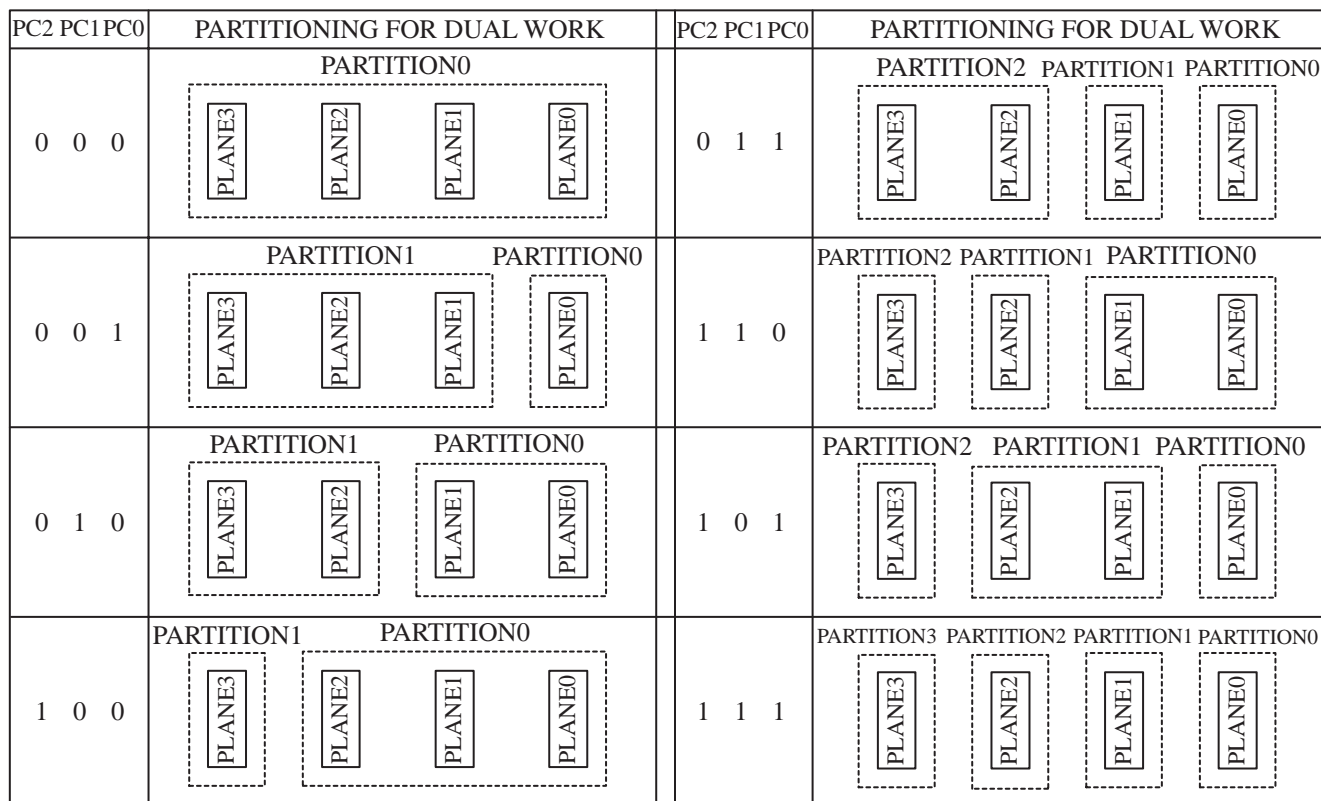 PC2 PC1PC0 PARTITIONING FOR DUAL WORK PC2 PC1PC0 PARTITIONING FOR DUAL WORK
PARTITION0
0 0 0
PLANE3 PLANE2 PLANE1 PLANE0
PARTITION2 PARTITION1 PARTITION0
0 1 1
PLANE3 PLANE2 PLANE1 PLANE0
PARTITION1 PARTITION0
0 0 1
PLANE3 PLANE2 PLANE1 PLANE0
PARTITION2 PARTITION1 PARTITION0
1 1 0
PLANE3 PLANE2 PLANE1 PLANE0
PARTITION1 PARTITION0
0 1 0
PLANE3 PLANE2 PLANE1 PLANE0
PARTITION2 PARTITION1 PARTITION0
1 0 1
PLANE3 PLANE2 PLANE1 PLANE0
PARTITION1 PARTITION0
1 0 0
PLANE3 PLANE2 PLANE1 PLANE0
PARTITION3 PARTITION2 PARTITION1 PARTITION0
1 1 1
PLANE3 PLANE2 PLANE1 PLANE0